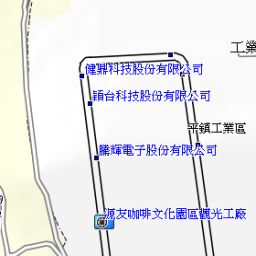 工業
健鼎科技股份有限公司
穎台科技股份有限公司
平鎮工業區
騰輝電子股份有限公司
源友咖啡文化園區觀光工廠